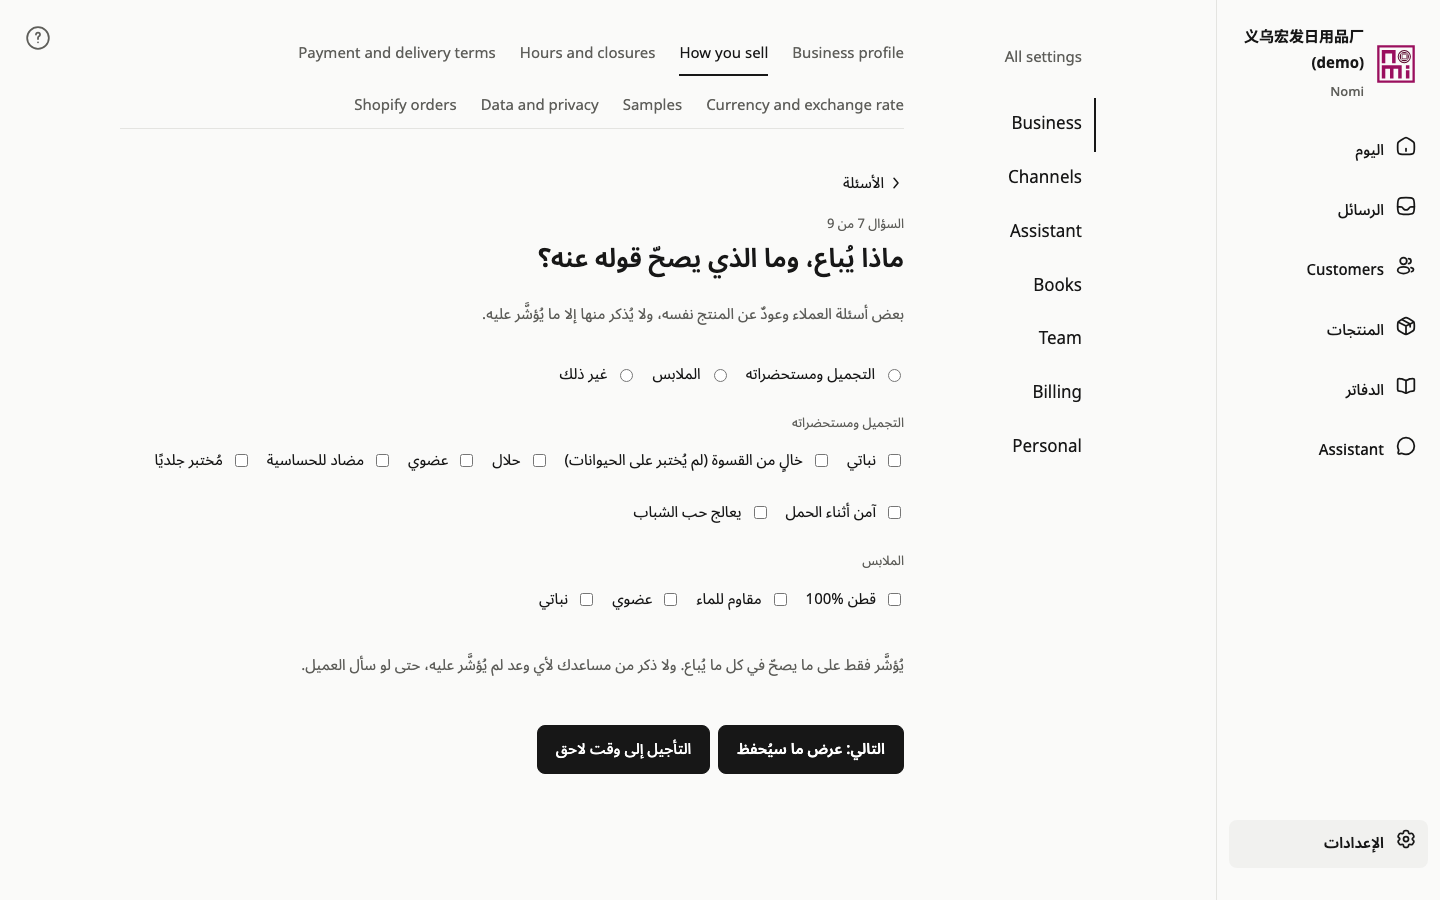 义乌宏发日用品厂
(demo)
Nomi
اليوم
الرسائل
Customers
المنتجات
الدفاتر
Assistant
الإعدادات
All settings
Business
Channels
Assistant
Books
Team
Billing
Personal
Business profile
How you sell
Hours and closures
Payment and delivery terms
Currency and exchange rate
Samples
Data and privacy
Shopify orders
الأسئلة
السؤال 7 من 9
ماذا يُباع، وما الذي يصحّ قوله عنه؟
بعض أسئلة العملاء وعودٌ عن المنتج نفسه، ولا يُذكر منها إلا ما يُؤشَّر عليه.
التجميل ومستحضراته
الملابس
غير ذلك
التجميل ومستحضراته
نباتي
خالٍ من القسوة (لم يُختبر على الحيوانات)
حلال
عضوي
مضاد للحساسية
مُختبر جلديًا
آمن أثناء الحمل
يعالج حب الشباب
الملابس
قطن 100%
مقاوم للماء
عضوي
نباتي
يُؤشَّر فقط على ما يصحّ في كل ما يُباع. ولا ذكر من مساعدك لأي وعد لم يُؤشَّر عليه، حتى لو سأل العميل.
التالي: عرض ما سيُحفظ
التأجيل إلى وقت لاحق